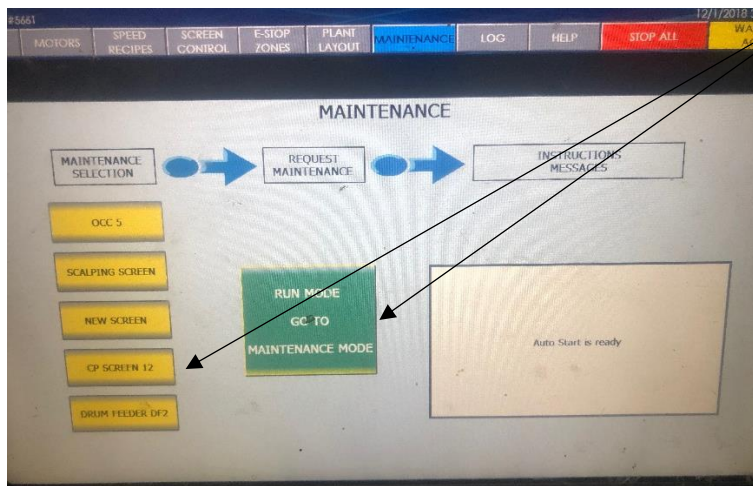 #5661
12/1/2018
MOTORS
SPEED
RECIPES
SCREEN
CONTROL
E-STOP
ZONES
PLANT
LAYOUT
MAINTENANCE
LOG
HELP
STOP ALL
MAINTENANCE
MAINTENANCE
SELECTION
REQUEST
MAINTENANCE
INSTRUCTIONS
MESSAGES
OCC 5
SCALPING SCREEN
NEW SCREEN
CP SCREEN 12
DRUM FEEDER DF2
RUN MODE
GO TO
MAINTENANCE MODE
Auto Start is ready